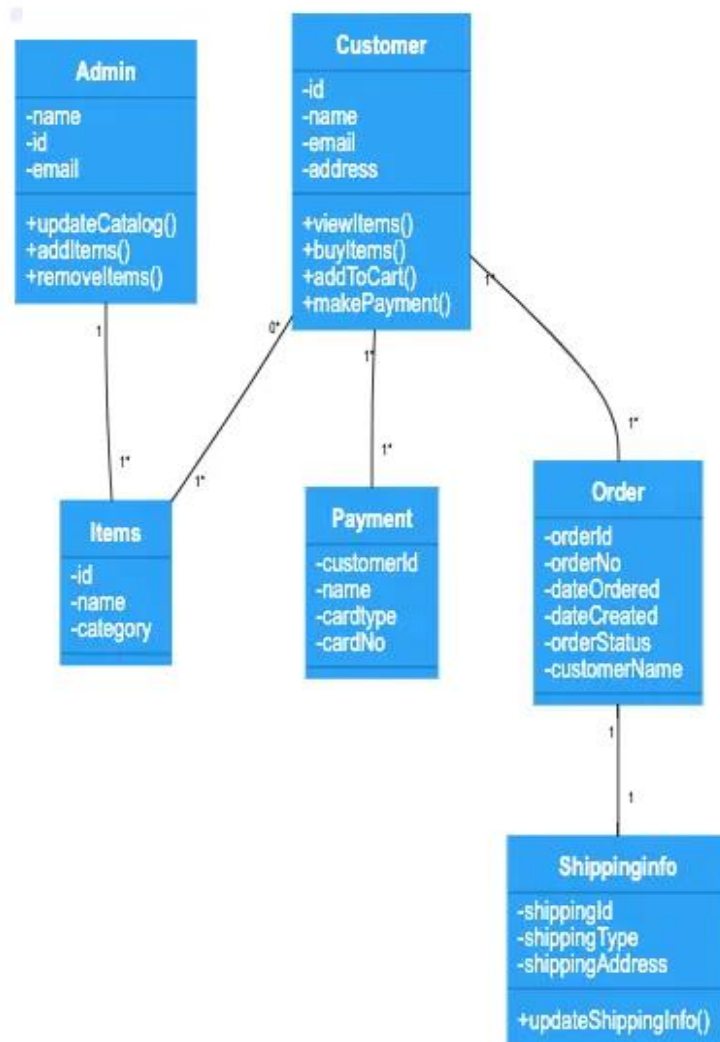 Admin
-name
-id
-email
+updateCatalog()
+addItems()
+removeItems()
Customer
-id
-name
-email
-address
+viewItems()
+buyItems()
+addToCart()
+makePayment()
1
1*
0*
1*
1*
1*
1*
Items
-id
-name
-category
Payment
-customerId
-name
-cardtype
-cardNo
Order
-orderId
-orderNo
-dateOrdered
-dateCreated
-orderStatus
-customerName
1
1
Shippinginfo
-shippingId
-shippingType
-shippingAddress
+updateShippingInfo()